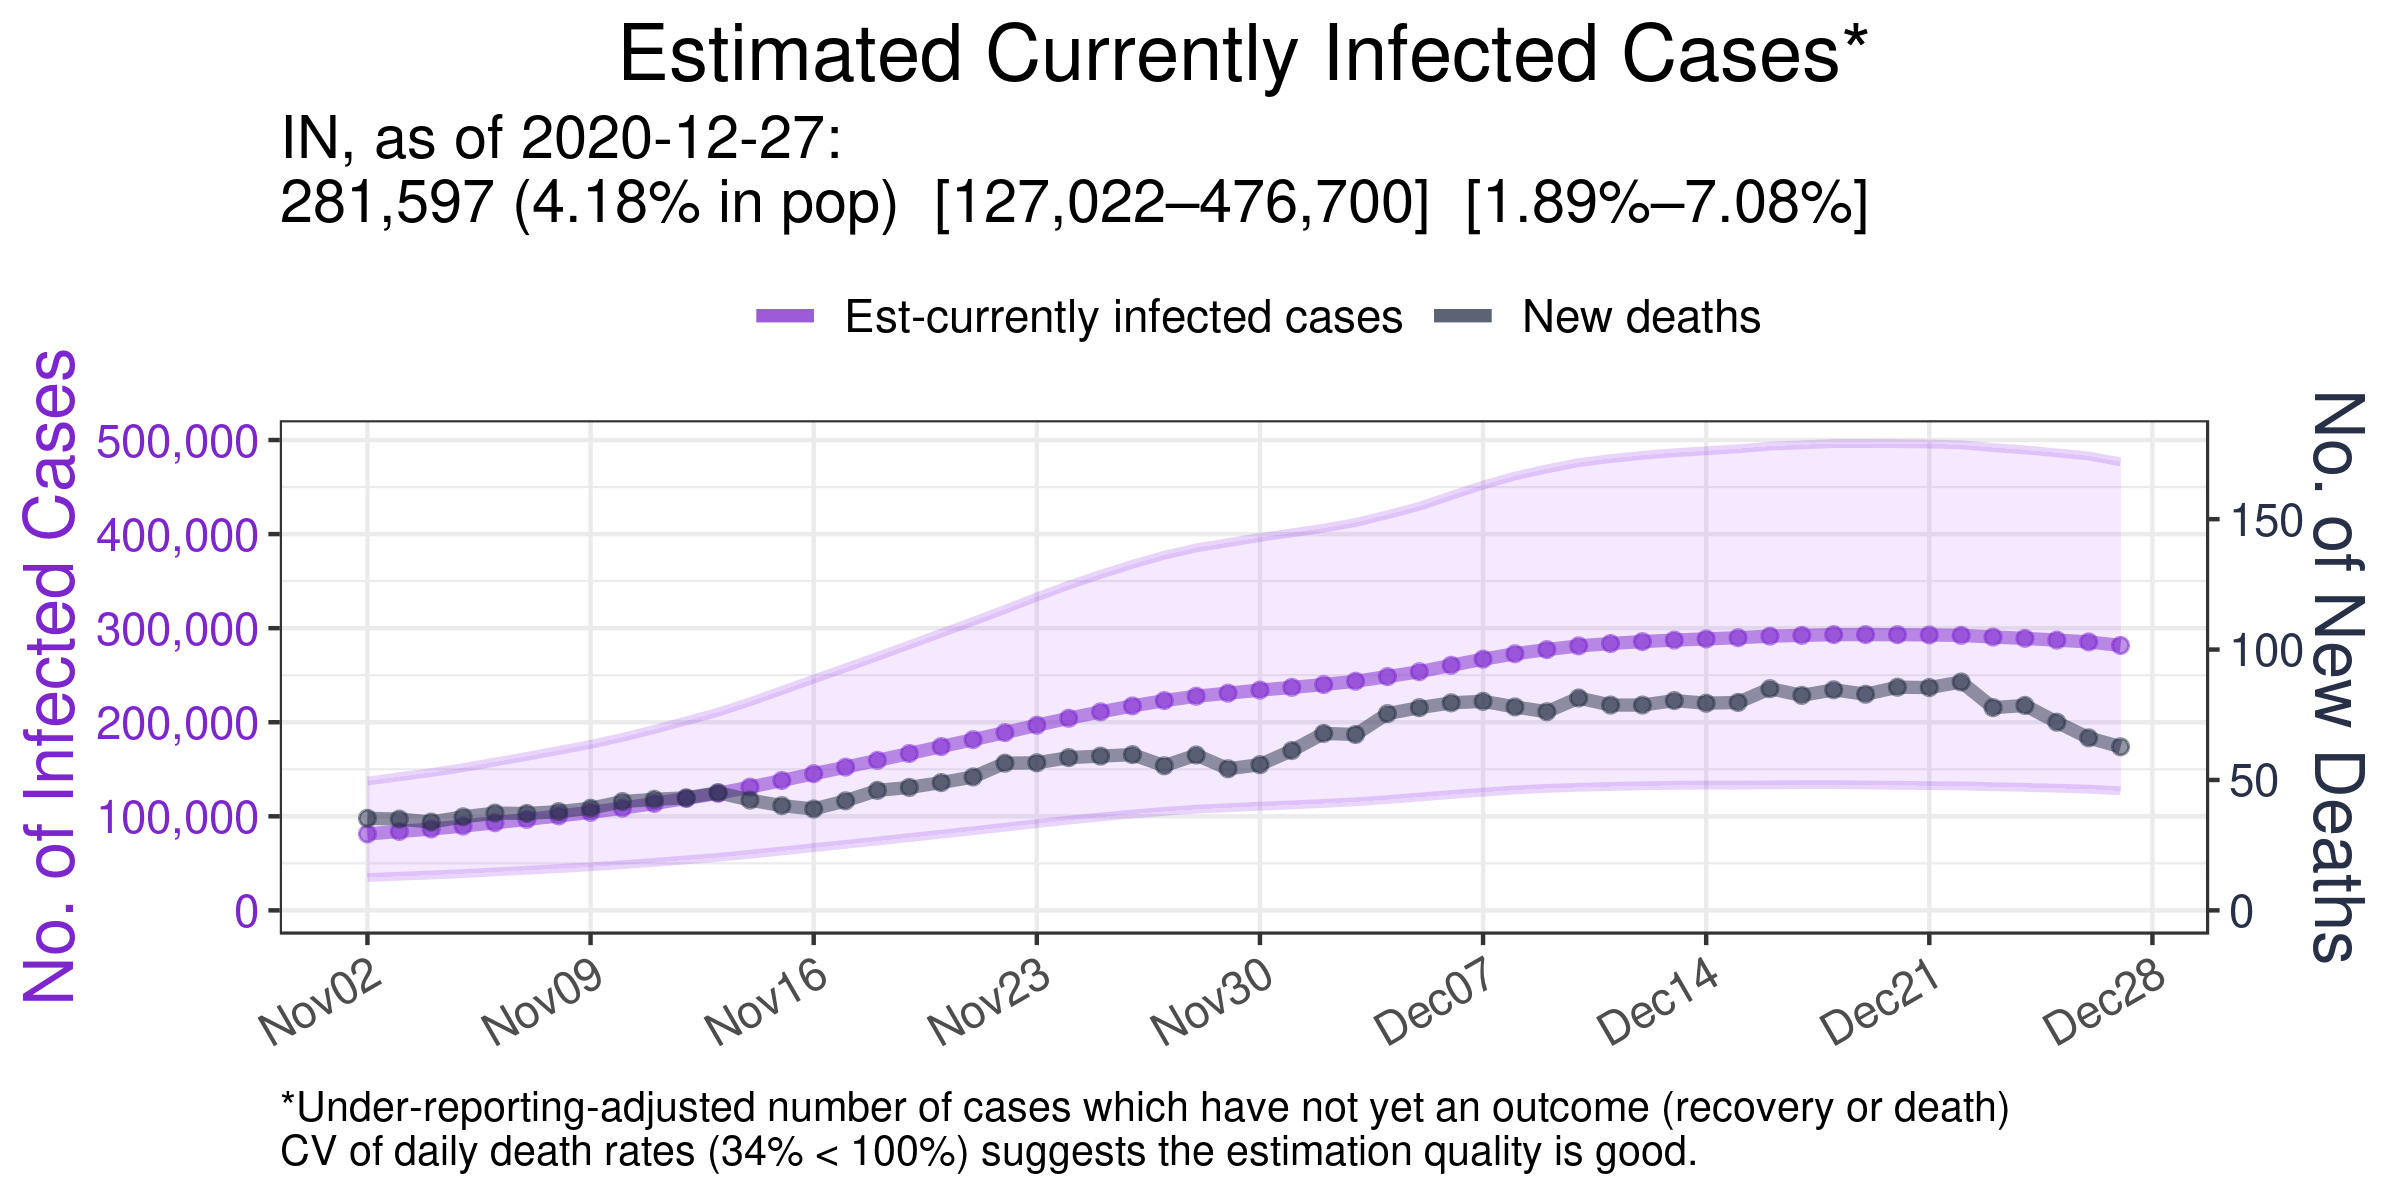 Estimated Currently Infected Cases*
IN, as of 2020-12-27:
281,597 (4.18% in pop)  [127,022–476,700]  [1.89%–7.08%]
Est-currently infected cases
New deaths
No. of Infected Cases
500,000
400,000
300,000
200,000
100,000
0
No. of New Deaths
150
100
50
0
Nov02
Nov09
Nov16
Nov23
Nov30
Dec07
Dec14
Dec21
Dec28
*Under-reporting-adjusted number of cases which have not yet an outcome (recovery or death)
CV of daily death rates (34% < 100%) suggests the estimation quality is good.